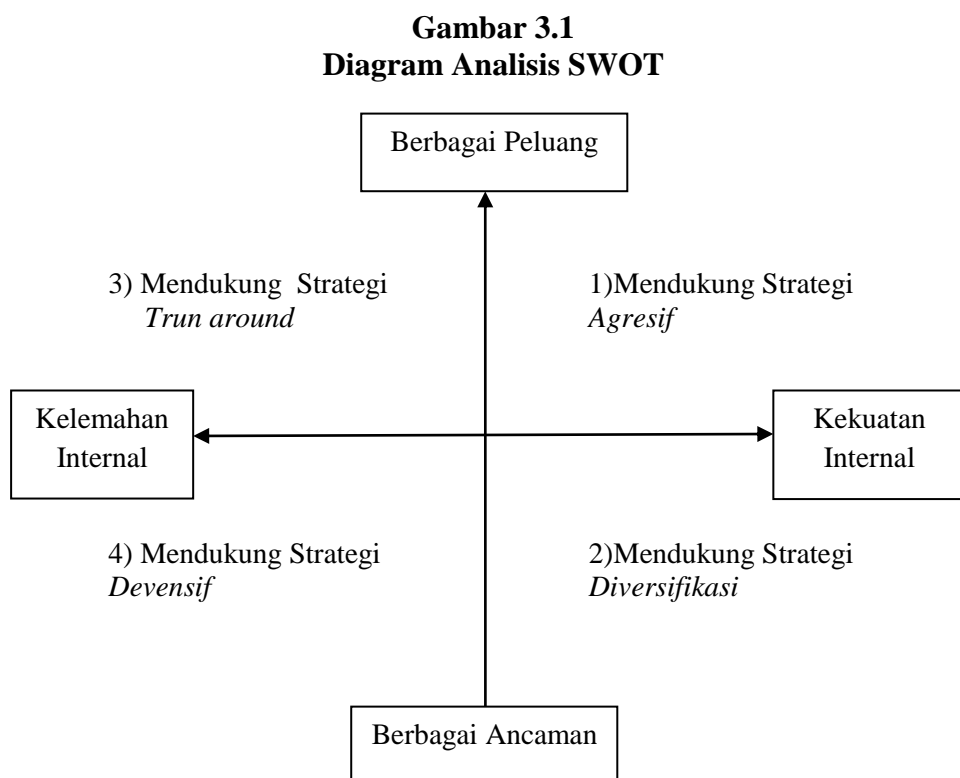 Gambar 3.1
Diagram Analisis SWOT
Berbagai Peluang
3) Mendukung Strategi
Trun around
1)Mendukung Strategi
Agresif
Kelemahan
Internal
Kekuatan
Internal
4) Mendukung Strategi
Devensif
2)Mendukung Strategi
Diversifikasi
Berbagai Ancaman